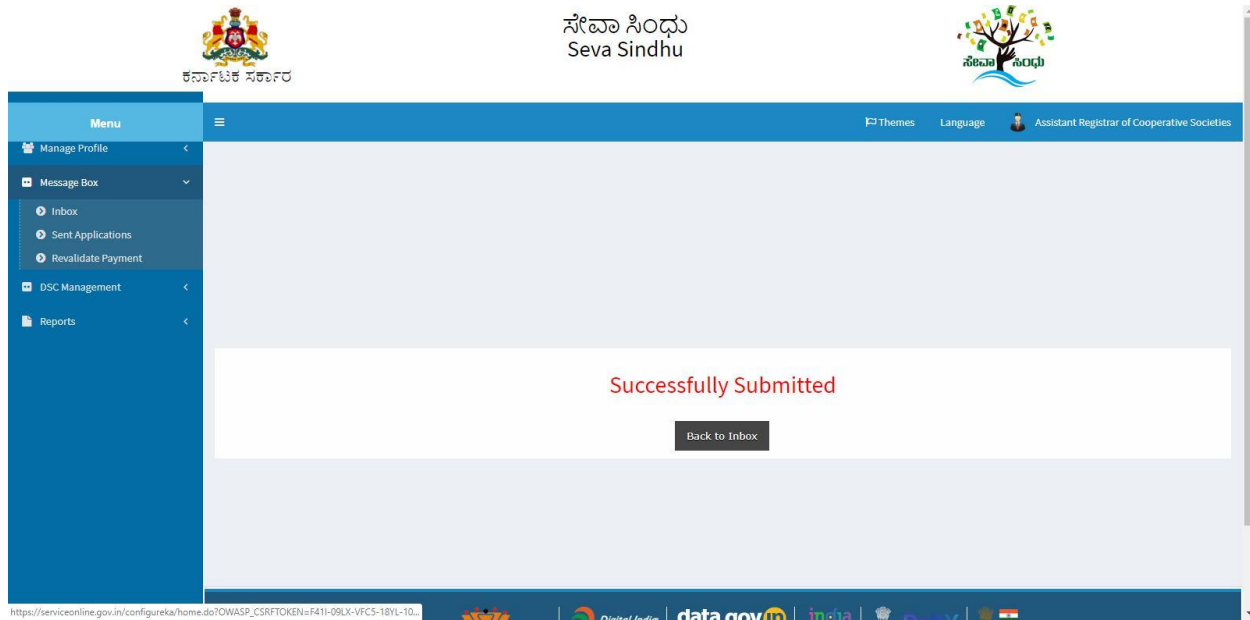 ಕರ್ನಾಟಕ ಸರ್ಕಾರ
ಸೇವಾ ಸಿಂಧು
Seva Sindhu
ಸೇವಾ ಸಿಂಧು
Menu
Themes Language Assistant Registrar of Cooperative Societies
Manage Profile
Message Box
Inbox
Sent Applications
Revalidate Payment
DSC Management
Reports
Successfully Submitted
Back to Inbox
https://serviceonline.gov.in/configureka/home.do?OWASP_CSRFTOKEN=F41I-09LX-VFC5-18YL-10...
Digital India data.gov.in india